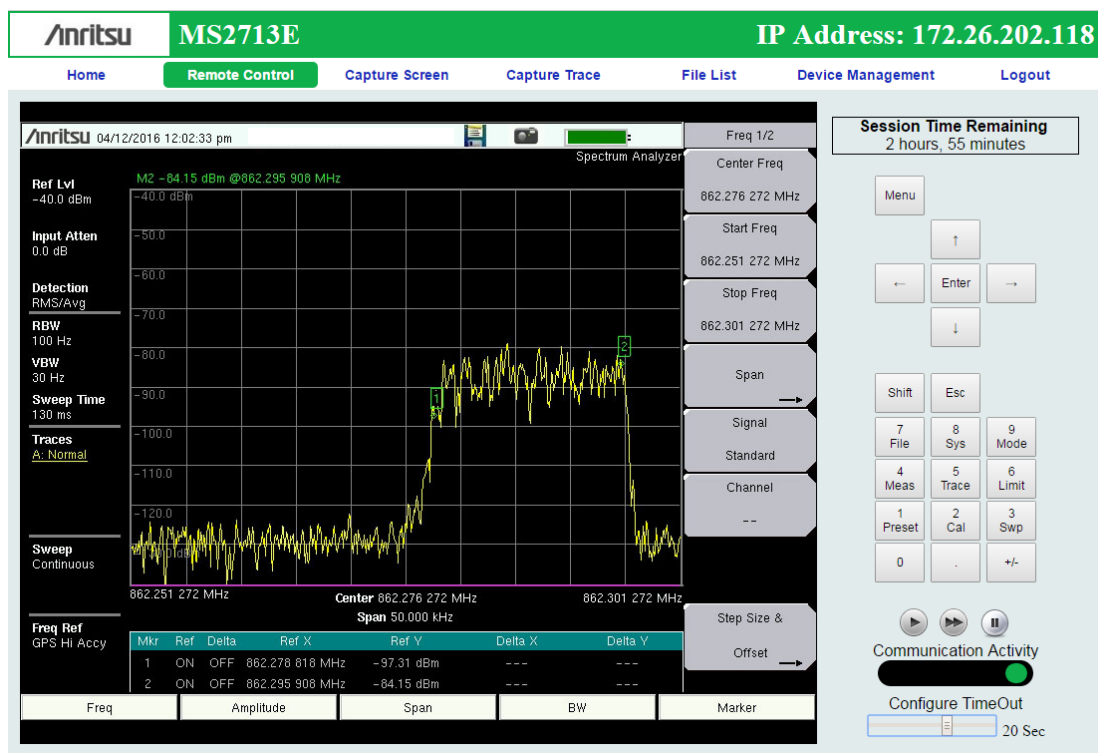 Anritsu MS2713E IP Address: 172.26.202.118
Home Remote Control Capture Screen Capture Trace File List Device Management Logout
Anritsu 04/12/2016 12:02:33 pm
Spectrum Analyzer
M2 -84.15 dBm @862.295 908 MHz
Ref Lvl
-40.0 dBm
Input Atten
0.0 dB
Detection
RMS/Avg
RBW
100 Hz
VBW
30 Hz
Sweep Time
130 ms
Traces
A: Normal
Sweep
Continuous
Freq Ref
GPS Hi Accy
-40.0 dBm
-50.0
-60.0
-70.0
-80.0
-90.0
-100.0
-110.0
-120.0
1
2
862.251 272 MHz
Center 862.276 272 MHz
862.301 272 MHz
Span 50.000 kHz
Mkr Ref Delta Ref X Ref Y Delta X Delta Y
1 ON OFF 862.278 818 MHz -97.31 dBm --- ---
2 ON OFF 862.295 908 MHz -84.15 dBm --- ---
Freq Amplitude Span BW Marker
Freq 1/2
Center Freq
862.276 272 MHz
Start Freq
862.251 272 MHz
Stop Freq
862.301 272 MHz
Span
Signal
Standard
Channel
--
Step Size &
Offset
Session Time Remaining
2 hours, 55 minutes
Menu
↑
← Enter →
↓
Shift Esc
7 8 9
File Sys Mode
4 5 6
Meas Trace Limit
1 2 3
Preset Cal Swp
0 . +/-
Communication Activity
Configure TimeOut
20 Sec